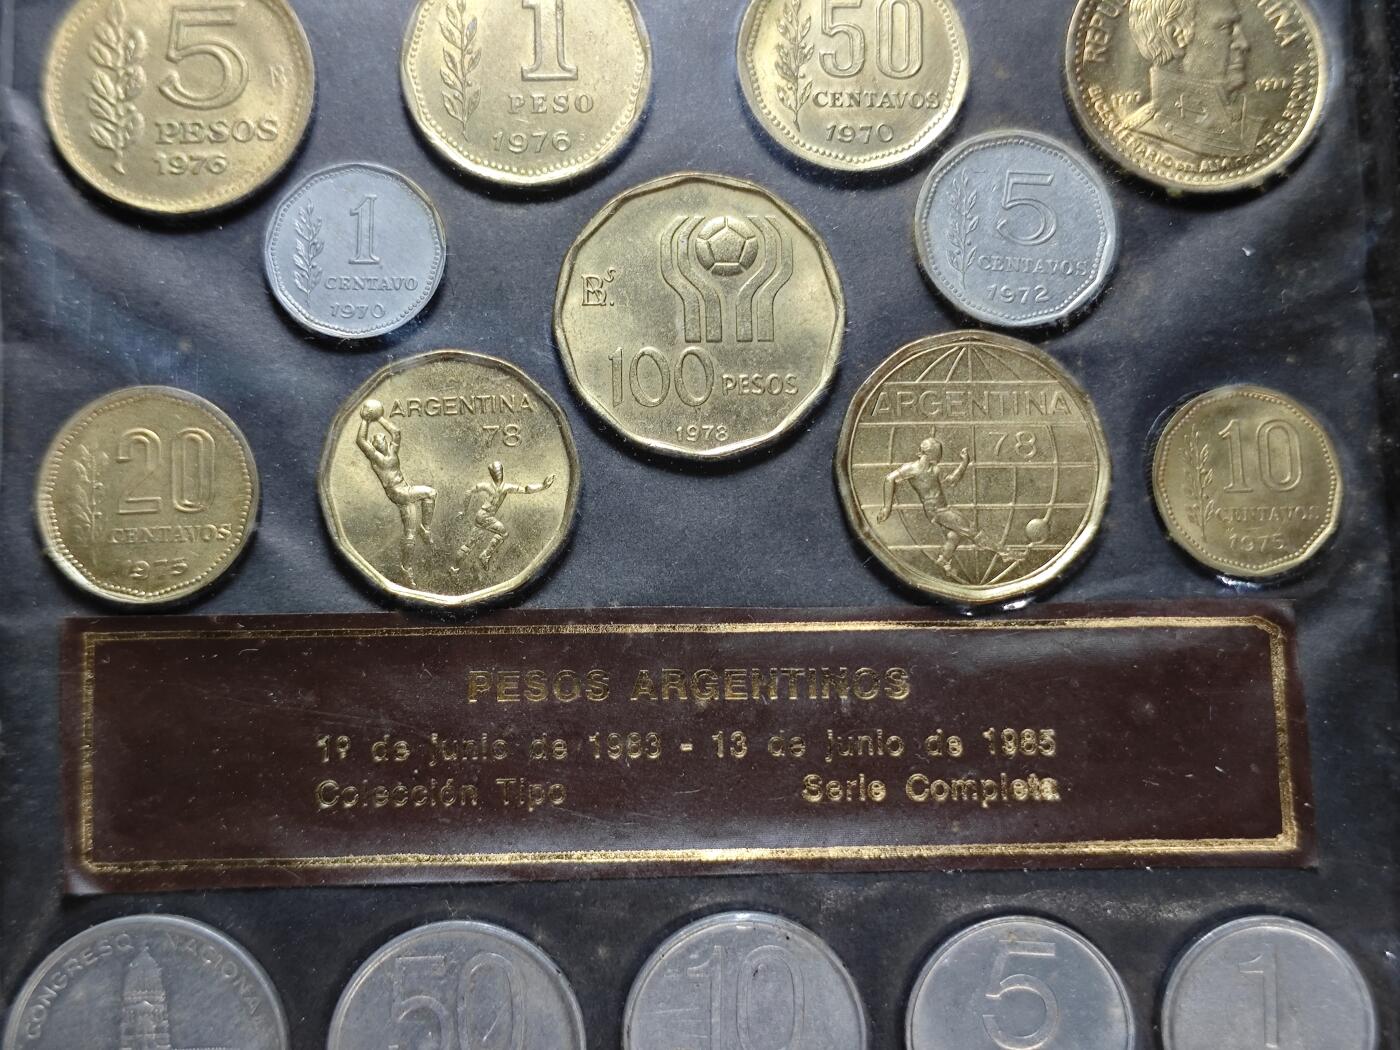 5
PESOS
1976
1
PESO
1976
50
CENTAVOS
1970
1
CENTAVO
1970
100 PESOS
1978
5
CENTAVOS
1972
20
CENTAVOS
1975
ARGENTINA
78
ARGENTINA
78
10
CENTAVOS
1975
PESOS ARGENTINOS
1º de junio de 1983 - 13 de junio de 1985
Colección Tipo Serie Completa
CONGRESO NACIONAL
50
10
5
1